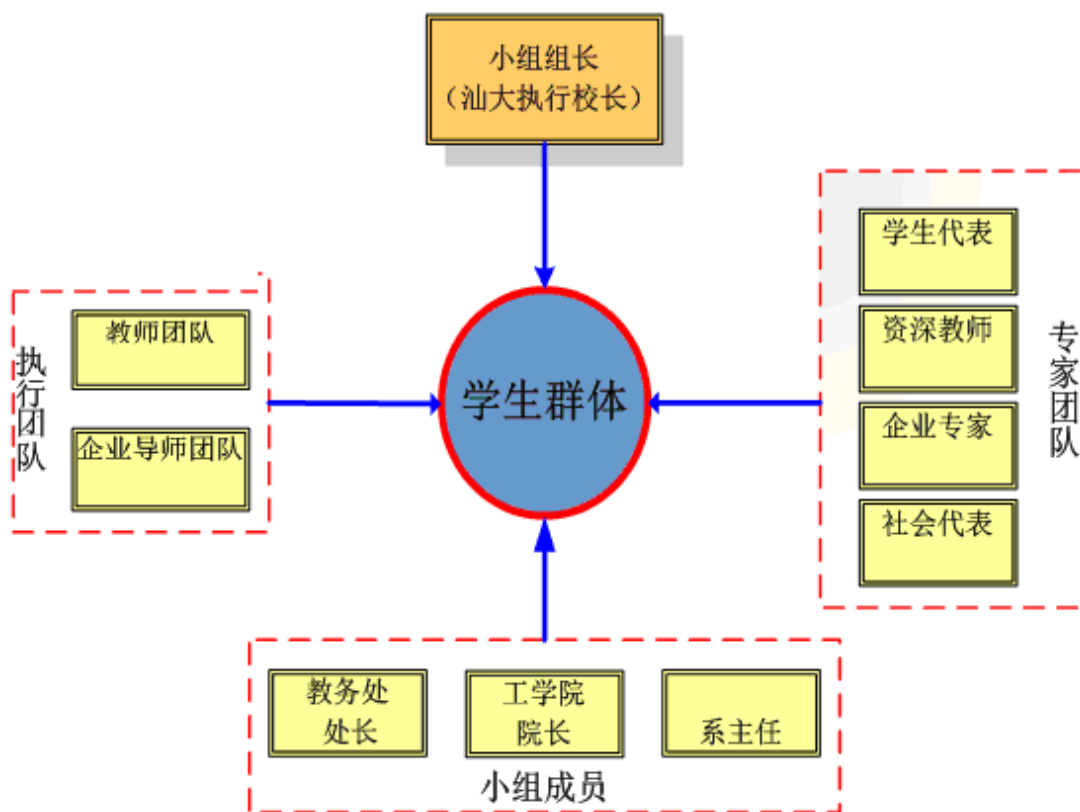 小组组长
（汕大执行校长）
执行团队
教师团队
企业导师团队
学生群体
学生代表
资深教师
企业专家
社会代表
专家团队
教务处
处长
工学院
院长
系主任
小组成员